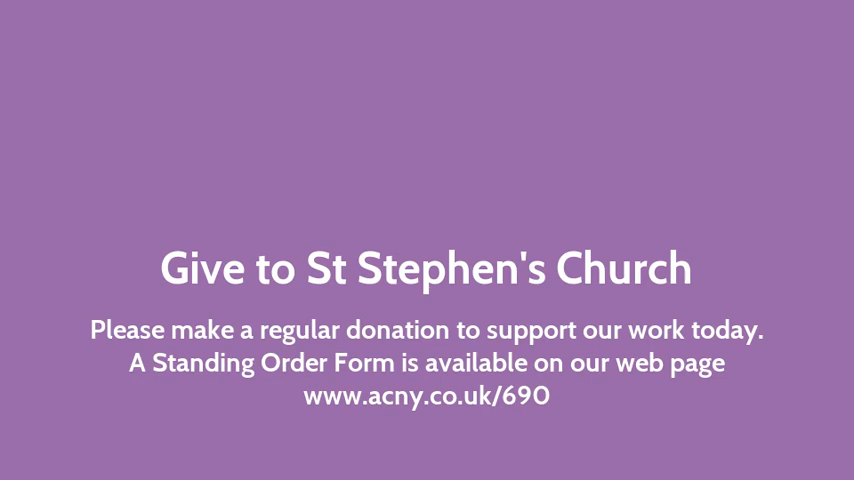 Give to St Stephen's Church
Please make a regular donation to support our work today.
A Standing Order Form is available on our web page
www.acny.co.uk/690